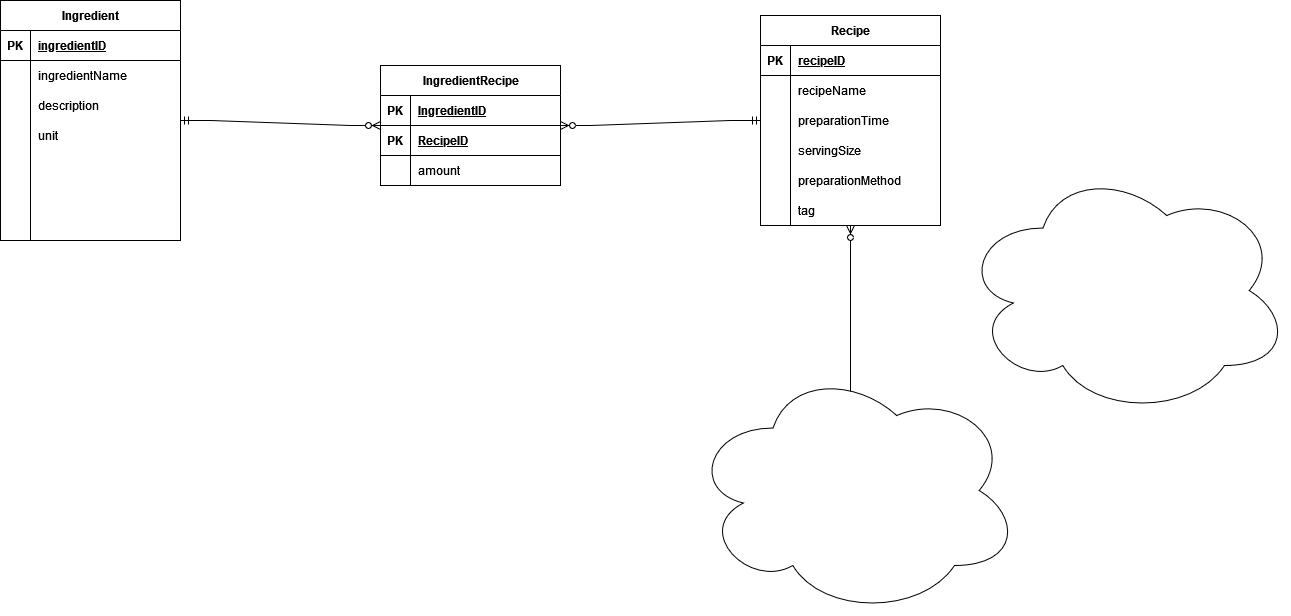 Ingredient
PK ingredientID
ingredientName
description
unit
IngredientRecipe
PK IngredientID
PK RecipeID
amount
Recipe
PK recipeID
recipeName
preparationTime
servingSize
preparationMethod
tag